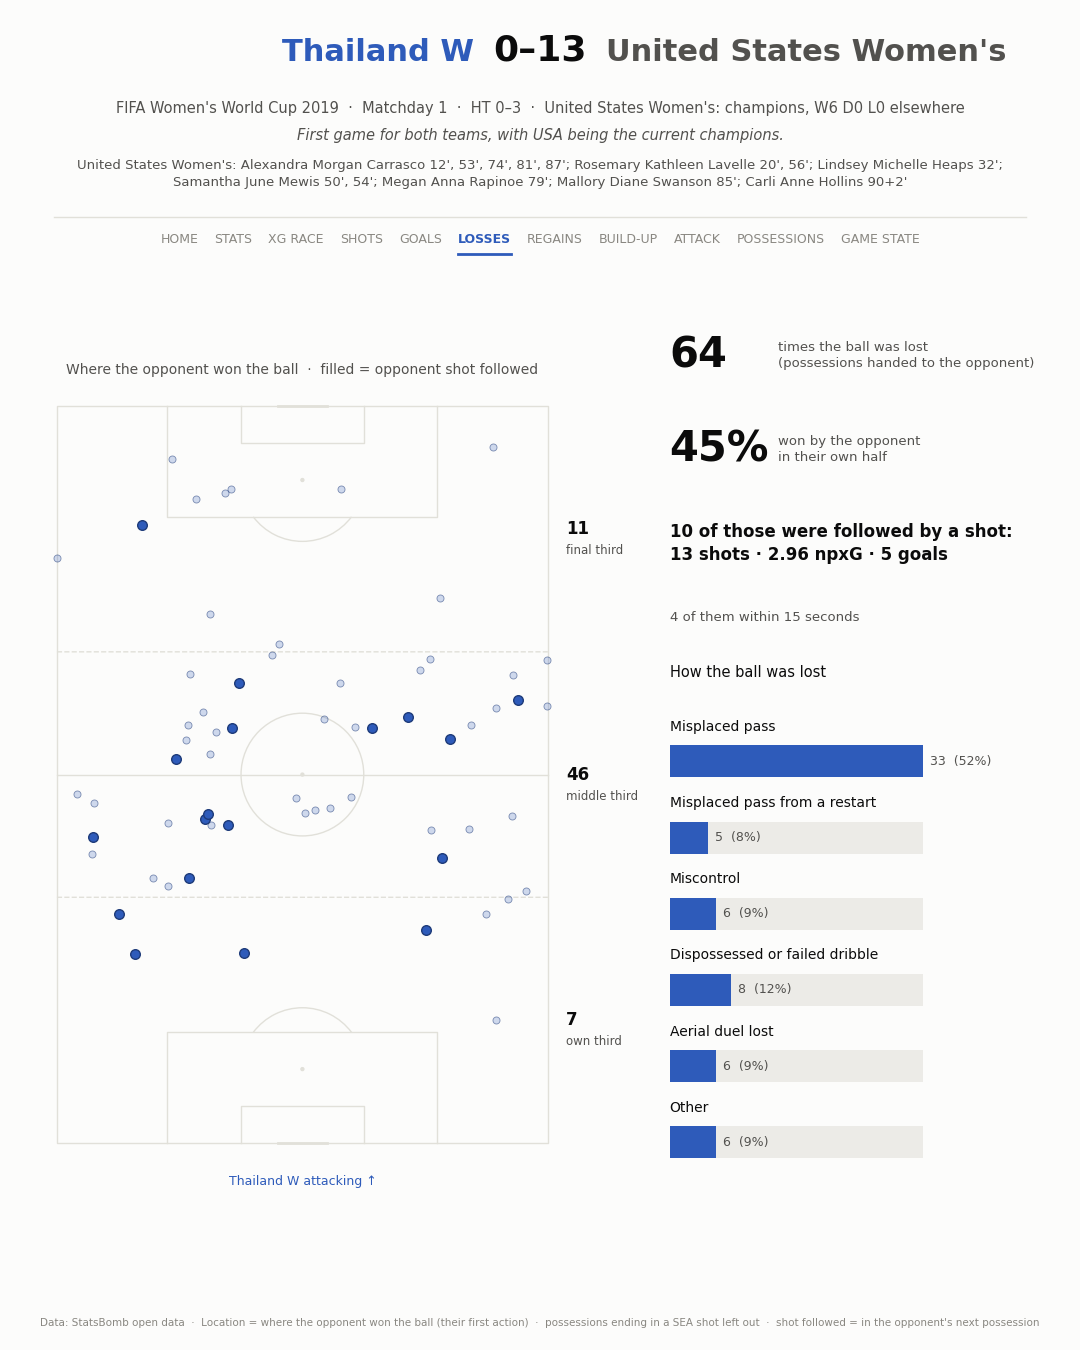 Thailand W 0–13 United States Women's
FIFA Women's World Cup 2019 · Matchday 1 · HT 0–3 · United States Women's: champions, W6 D0 L0 elsewhere
First game for both teams, with USA being the current champions.
United States Women's: Alexandra Morgan Carrasco 12', 53', 74', 81', 87'; Rosemary Kathleen Lavelle 20', 56'; Lindsey Michelle Heaps 32';
Samantha June Mewis 50', 54'; Megan Anna Rapinoe 79'; Mallory Diane Swanson 85'; Carli Anne Hollins 90+2'
HOME STATS XG RACE SHOTS GOALS LOSSES REGAINS BUILD-UP ATTACK POSSESSIONS GAME STATE
Where the opponent won the ball · filled = opponent shot followed
11
final third
46
middle third
7
own third
Thailand W attacking ↑
64
times the ball was lost
(possessions handed to the opponent)
45%
won by the opponent
in their own half
10 of those were followed by a shot:
13 shots · 2.96 npxG · 5 goals
4 of them within 15 seconds
How the ball was lost
Misplaced pass
33 (52%)
Misplaced pass from a restart
5 (8%)
Miscontrol
6 (9%)
Dispossessed or failed dribble
8 (12%)
Aerial duel lost
6 (9%)
Other
6 (9%)
Data: StatsBomb open data · Location = where the opponent won the ball (their first action) · possessions ending in a SEA shot left out · shot followed = in the opponent's next possession